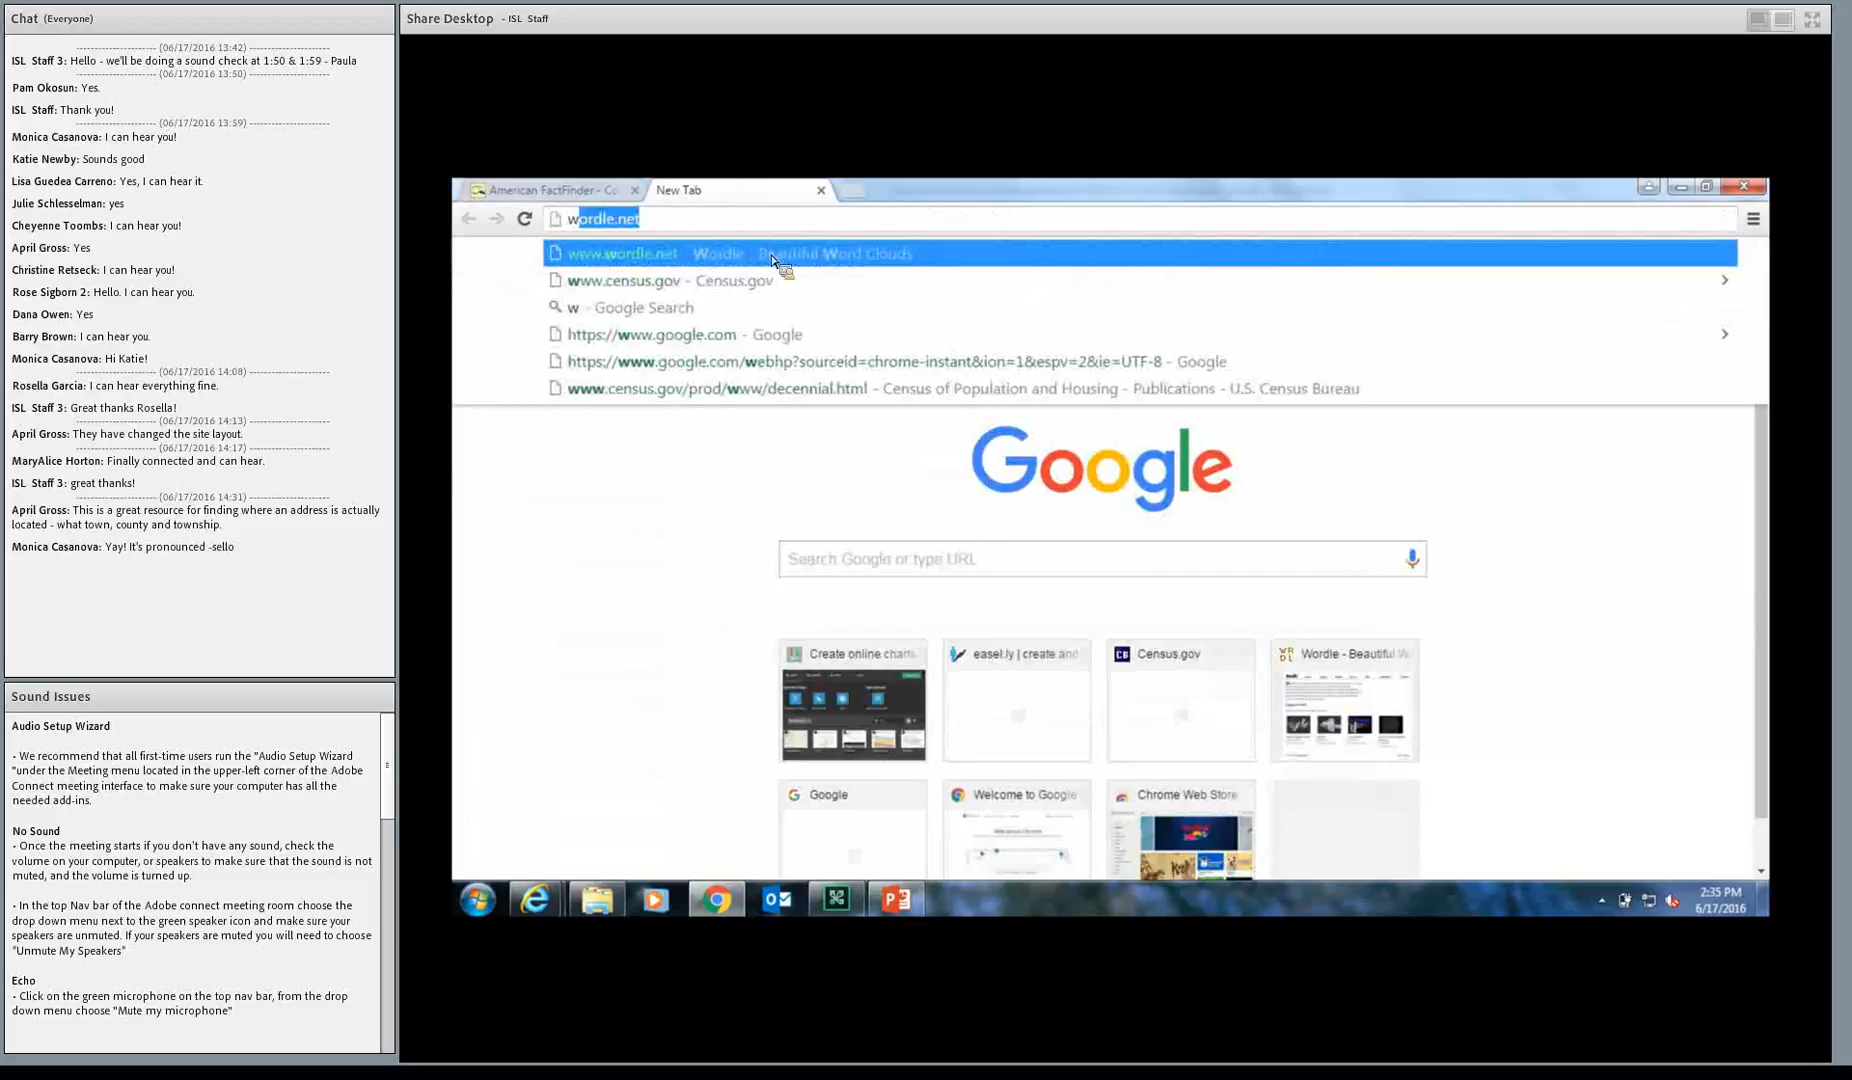 Chat (Everyone)
---------------------- (06/17/2016 13:42) ----------------------
ISL Staff 3: Hello - we'll be doing a sound check at 1:50 & 1:59 - Paula
---------------------- (06/17/2016 13:50) ----------------------
Pam Okosun: Yes.
ISL Staff: Thank you!
---------------------- (06/17/2016 13:59) ----------------------
Monica Casanova: I can hear you!
Katie Newby: Sounds good
Lisa Guedea Carreno: Yes, I can hear it.
Julie Schlesselman: yes
Cheyenne Toombs: I can hear you!
April Gross: Yes
Christine Retseck: I can hear you!
Rose Sigborn 2: Hello. I can hear you.
Dana Owen: Yes
Barry Brown: I can hear you.
Monica Casanova: Hi Katie!
---------------------- (06/17/2016 14:08) ----------------------
Rosella Garcia: I can hear everything fine.
ISL Staff 3: Great thanks Rosella!
---------------------- (06/17/2016 14:13) ----------------------
April Gross: They have changed the site layout.
---------------------- (06/17/2016 14:17) ----------------------
MaryAlice Horton: Finally connected and can hear.
ISL Staff 3: great thanks!
---------------------- (06/17/2016 14:31) ----------------------
April Gross: This is a great resource for finding where an address is actually
located - what town, county and township.
Monica Casanova: Yay! It's pronounced -sello
Sound Issues
Audio Setup Wizard
• We recommend that all first-time users run the "Audio Setup Wizard
"under the Meeting menu located in the upper-left corner of the Adobe
Connect meeting interface to make sure your computer has all the
needed add-ins.
No Sound
• Once the meeting starts if you don't have any sound, check the
volume on your computer, or speakers to make sure that the sound is not
muted, and the volume is turned up.
• In the top Nav bar of the Adobe connect meeting room choose the
drop down menu next to the green speaker icon and make sure your
speakers are unmuted. If your speakers are muted you will need to choose
"Unmute My Speakers"
Echo
• Click on the green microphone on the top nav bar, from the drop
down menu choose "Mute my microphone"
Share Desktop - ISL Staff
American FactFinder - Co
New Tab
wordle.net
www.wordle.net Wordle - Beautiful Word Clouds
www.census.gov - Census.gov
w - Google Search
https://www.google.com - Google
https://www.google.com/webhp?sourceid=chrome-instant&ion=1&espv=2&ie=UTF-8 - Google
www.census.gov/prod/www/decennial.html - Census of Population and Housing - Publications - U.S. Census Bureau
Google
Search Google or type URL
Create online charts
easel.ly | create and
CB Census.gov
Wordle - Beautiful W
Google
Welcome to Google
Chrome Web Store
2:35 PM
6/17/2016